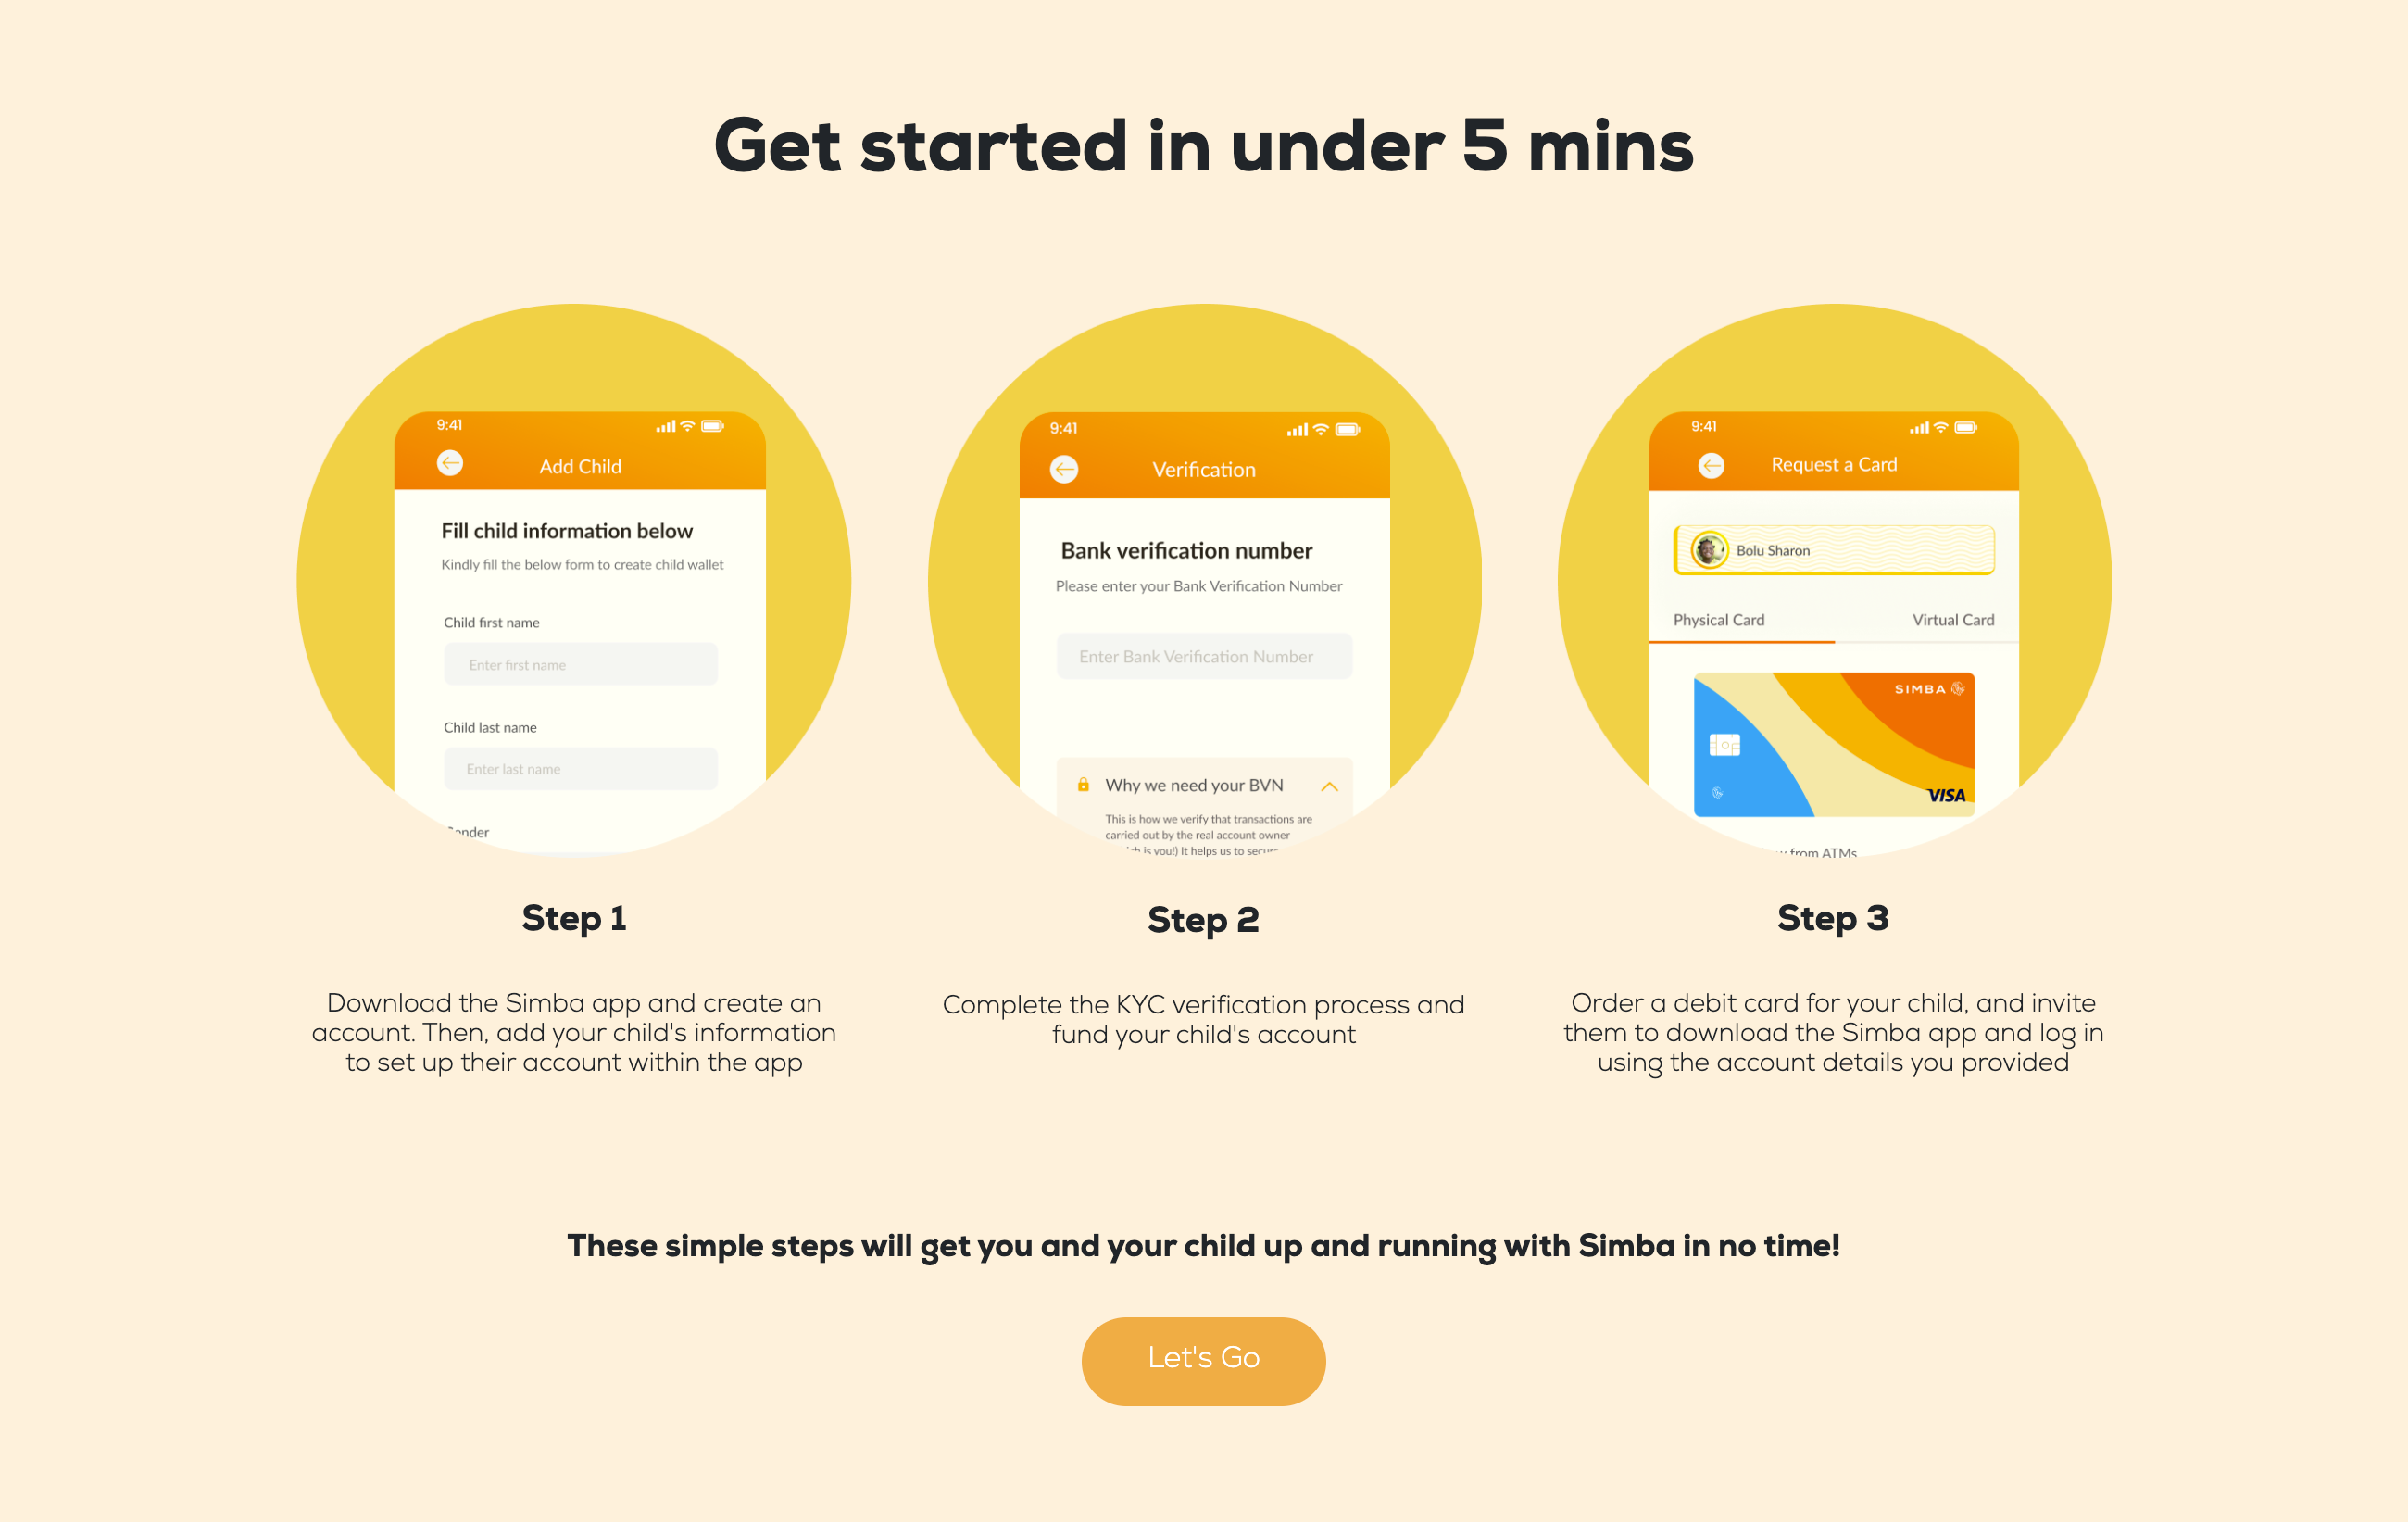 Get started in under 5 mins
9:41
Add Child
Fill child information below
Kindly fill the below form to create child wallet
Child first name
Enter first name
Child last name
Enter last name
9:41
Verification
Bank verification number
Please enter your Bank Verification Number
Enter Bank Verification Number
Why we need your BVN
This is how we verify that transactions are
carried out by the real account owner
is you!) It helps us to
9:41
Request a Card
Bolu Sharon
Physical Card
Virtual Card
SIMBA
VISA
from ATMs
Step 1
Download the Simba app and create an
account. Then, add your child's information
to set up their account within the app
Step 2
Complete the KYC verification process and
fund your child's account
Step 3
Order a debit card for your child, and invite
them to download the Simba app and log in
using the account details you provided
These simple steps will get you and your child up and running with Simba in no time!
Let's Go